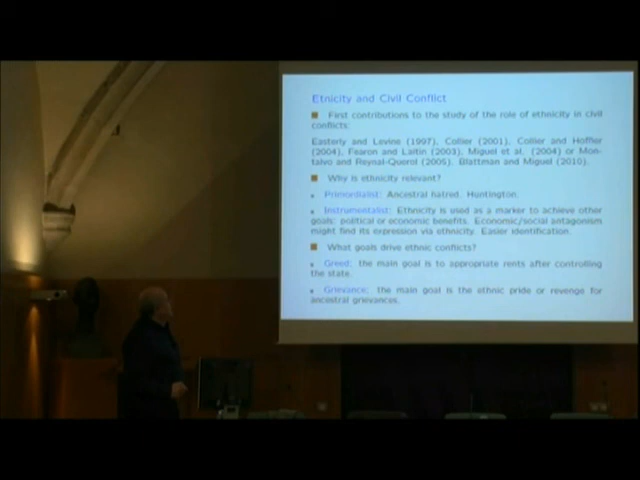 Etnicity and Civil Conflict
First contributions to the study of the role of ethnicity in civil
conflicts:
Easterly and Levine (1997), Collier (2001), Collier and Hoffler
(2004), Fearon and Laitin (2003), Miguel et al. (2004) or Mon-
talvo and Reynal-Querol (2005), Blattman and Miguel (2010),
Why is ethnicity relevant?
Primordialist: Ancestral hatred. Huntington.
Instrumentalist: Ethnicity is used as a marker to achieve other
goals: political or economic benefits. Economic/social antagonism
might find its expression via ethnicity. Easier identification.
What goals drive ethnic conflicts?
Greed: the main goal is to appropriate rents after controlling
the state.
Grievance: the main goal is the ethnic pride or revenge for
ancestral grievances.